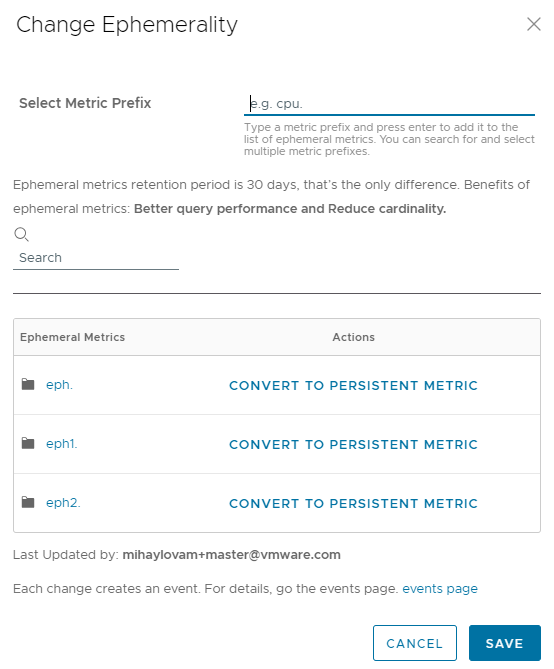 Change Ephemerality
Select Metric Prefix
e.g. cpu.
Type a metric prefix and press enter to add it to the
list of ephemeral metrics. You can search for and select
multiple metric prefixes.
Ephemeral metrics retention period is 30 days, that's the only difference. Benefits of
ephemeral metrics: Better query performance and Reduce cardinality.
Search
Ephemeral Metrics Actions
eph. CONVERT TO PERSISTENT METRIC
eph1. CONVERT TO PERSISTENT METRIC
eph2. CONVERT TO PERSISTENT METRIC
Last Updated by: mihaylovam+master@vmware.com
Each change creates an event. For details, go the events page. events page
CANCEL SAVE